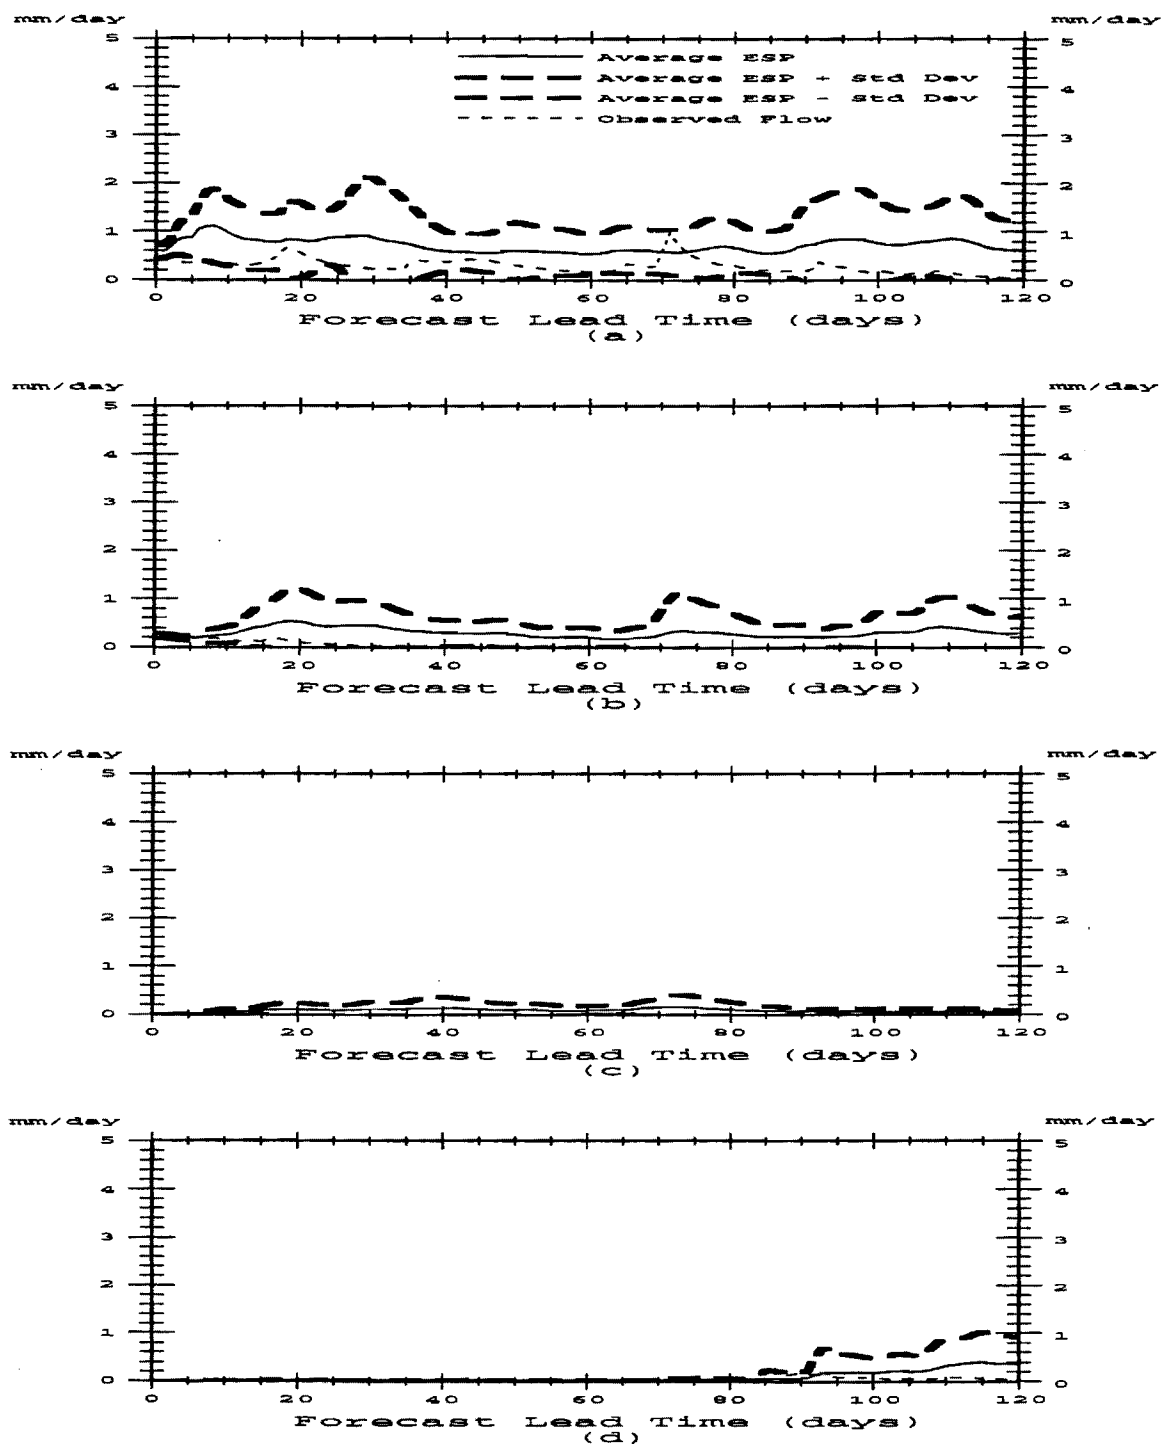 mm/day mm/day
5 5
Average ESP
Average ESP + Std Dev
4 4
Average ESP - Std Dev
Observed Flow
3 3
2 2
1 1
0 0
0 20 40 60 80 100 120
Forecast Lead Time (days)
(a)
mm/day mm/day
5 5
4 4
3 3
2 2
1 1
0 0
0 20 40 60 80 100 120
Forecast Lead Time (days)
(b)
mm/day mm/day
5 5
4 4
3 3
2 2
1 1
0 0
0 20 40 60 80 100 120
Forecast Lead Time (days)
(c)
mm/day mm/day
5 5
4 4
3 3
2 2
1 1
0 0
0 20 40 60 80 100 120
Forecast Lead Time (days)
(d)